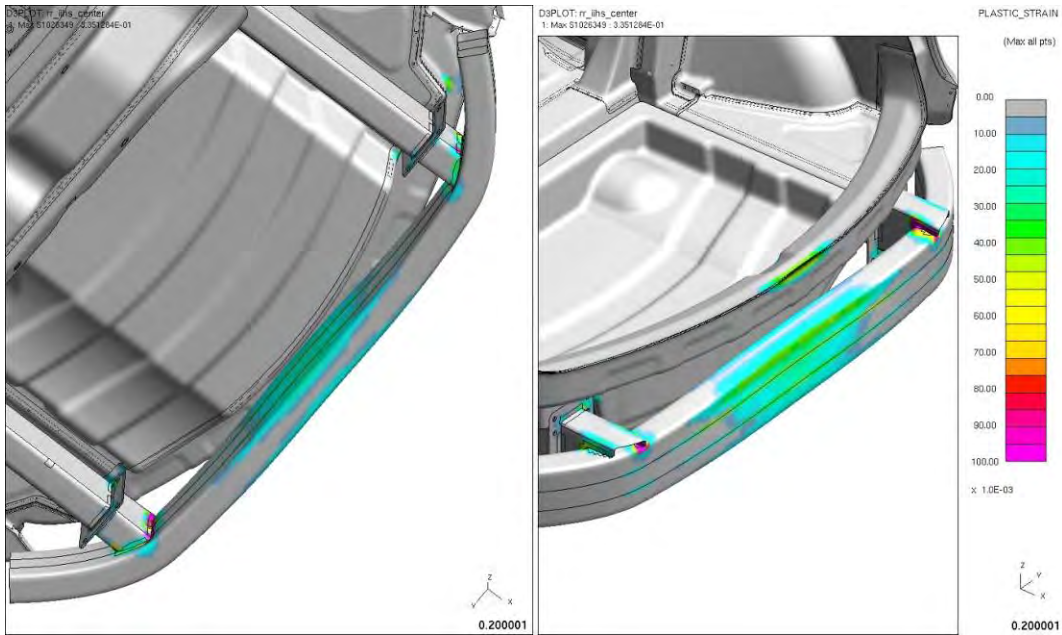 D3PLOT: rr_iihs_center
1: Max S1026349 : 3.351284E-01
D3PLOT: rr_iihs_center
1: Max S1026349 : 3.351284E-01
PLASTIC_STRAIN
(Max all pts)
0.00
10.00
20.00
30.00
40.00
50.00
60.00
70.00
80.00
90.00
100.00
x 1.0E-03
Z
Y X
0.200001
Z
Y
X
0.200001